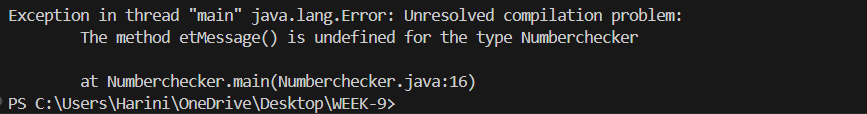 Exception in thread "main" java.lang.Error: Unresolved compilation problem:
        The method etMessage() is undefined for the type Numberchecker

        at Numberchecker.main(Numberchecker.java:16)
PS C:\Users\Harini\OneDrive\Desktop\WEEK-9>